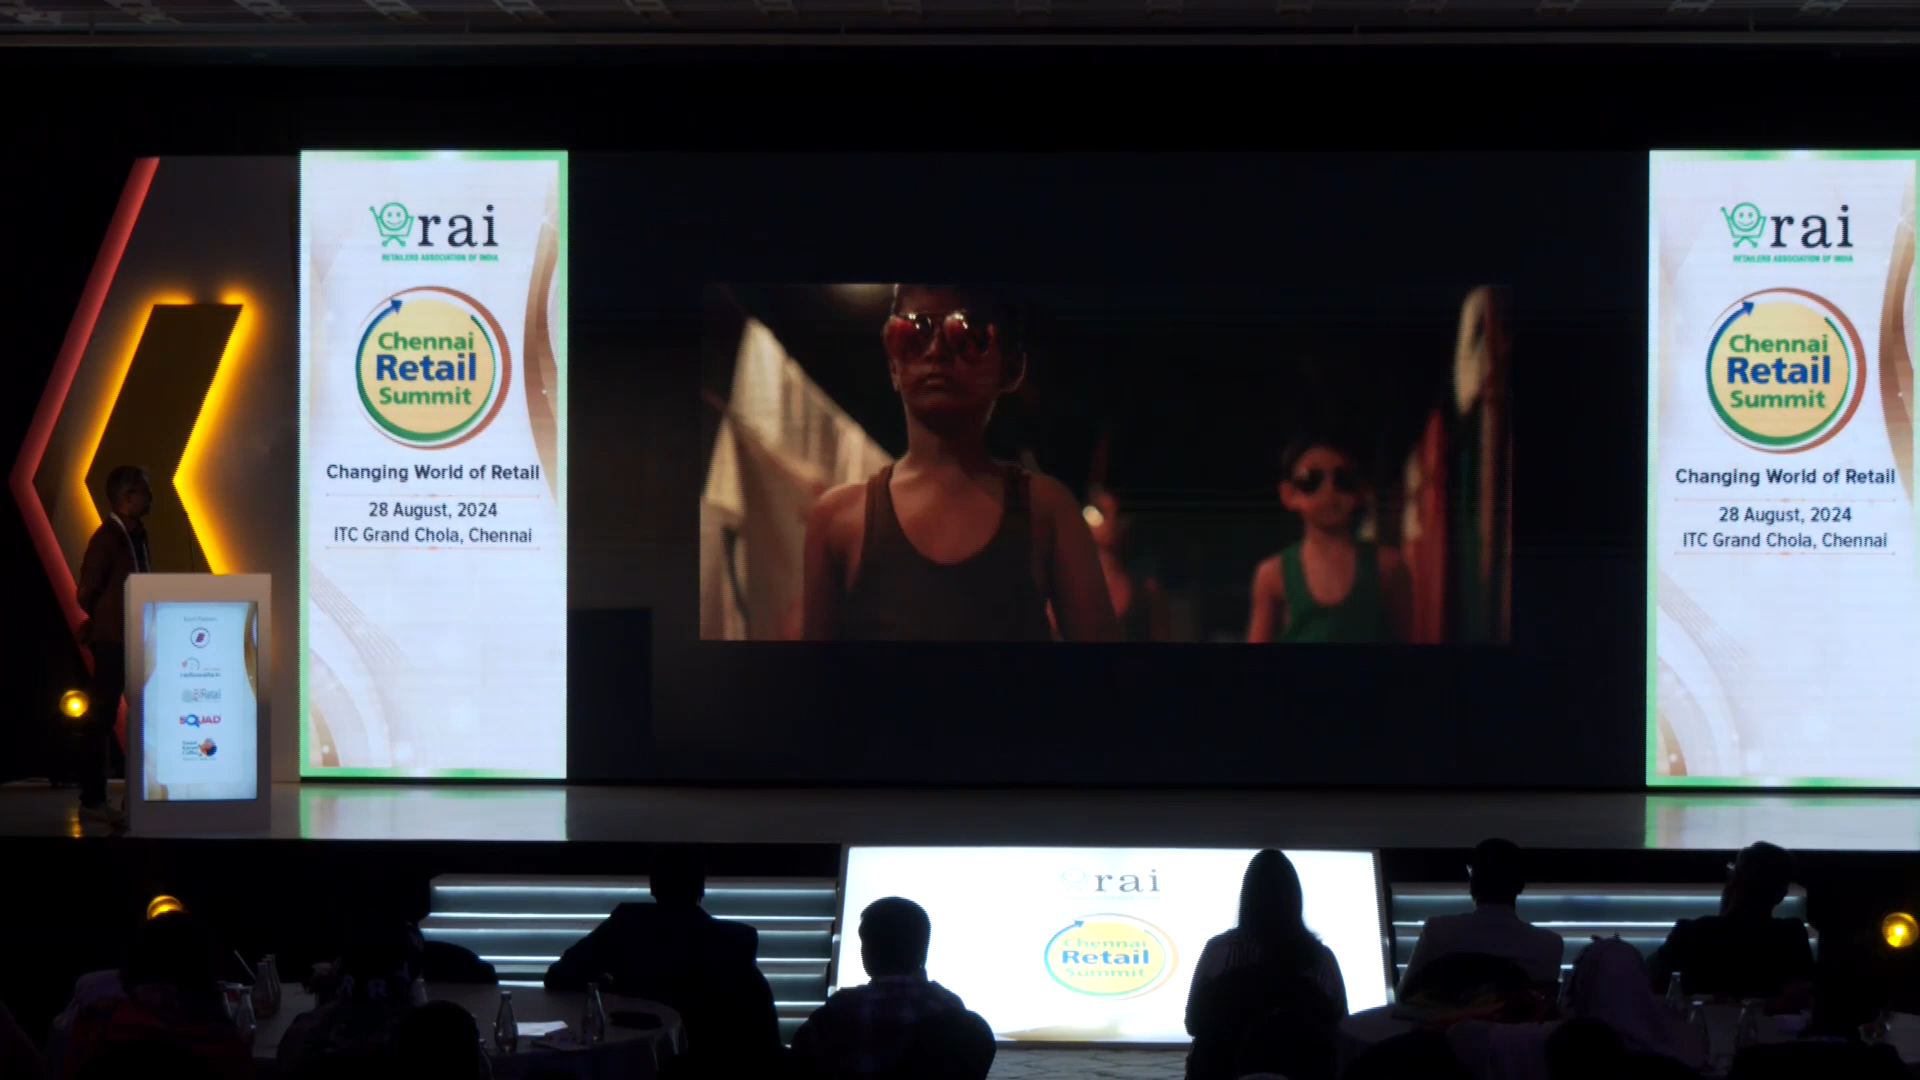 rai
RETAILERS ASSOCIATION OF INDIA
Chennai
Retail
Summit
Changing World of Retail
28 August, 2024
ITC Grand Chola, Chennai
rai
RETAILERS ASSOCIATION OF INDIA
Chennai
Retail
Summit
Changing World of Retail
28 August, 2024
ITC Grand Chola, Chennai
Retail
SQUAD
rai
Chennai
Retail
Summit